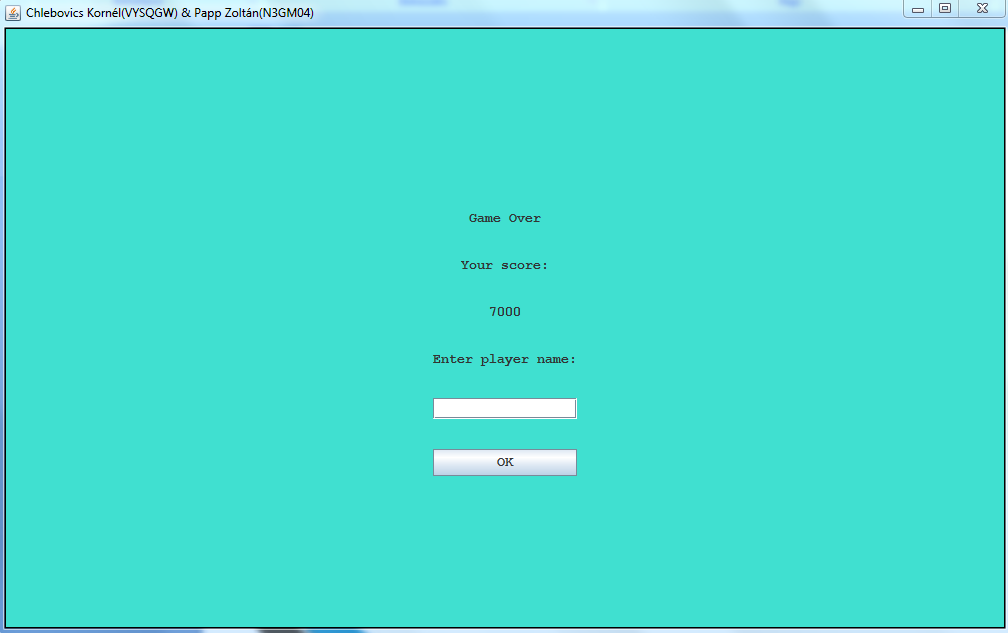 Chlebovics Kornél(VYSQGW) & Papp Zoltán(N3GM04)
Game Over
Your score:
7000
Enter player name:
OK